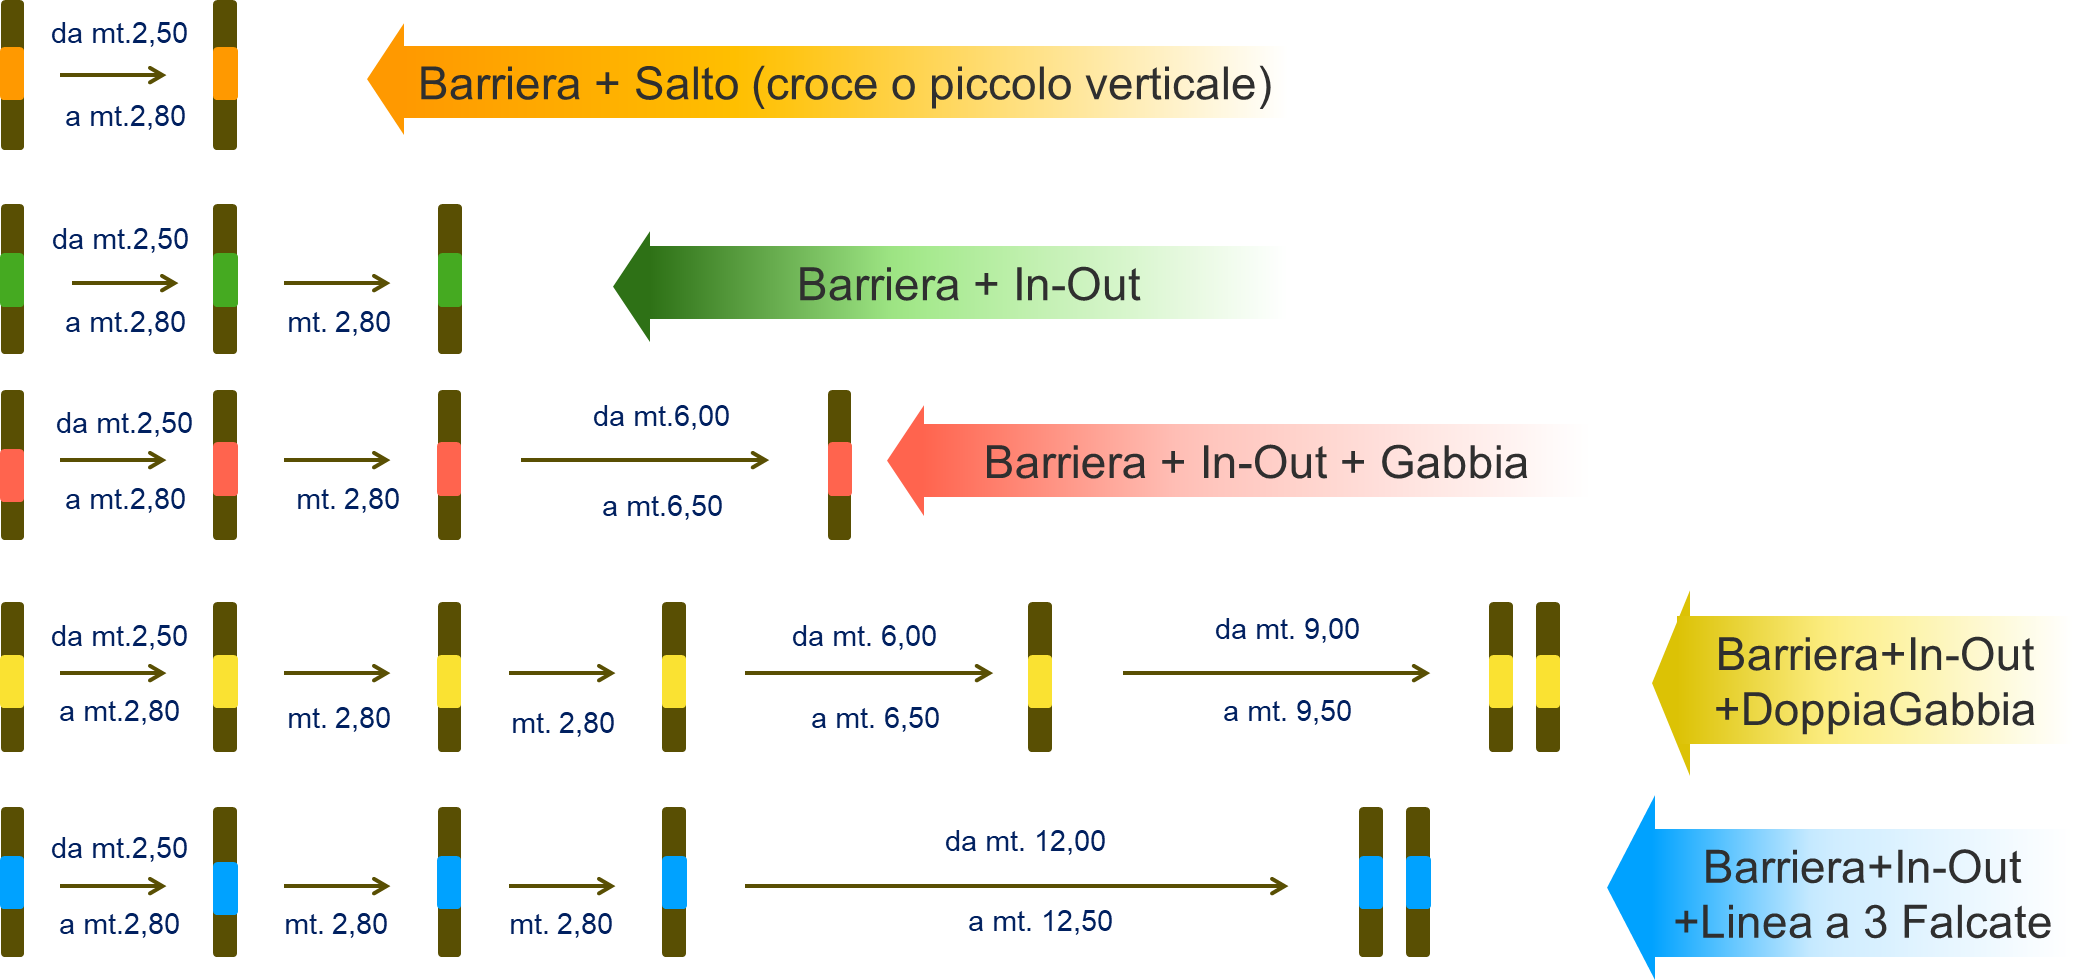 da mt.2,50
a mt.2,80
Barriera + Salto (croce o piccolo verticale)
da mt.2,50
a mt.2,80
mt. 2,80
Barriera + In-Out
da mt.2,50
a mt.2,80
mt. 2,80
da mt.6,00
a mt.6,50
Barriera + In-Out + Gabbia
da mt.2,50
a mt.2,80
mt. 2,80
mt. 2,80
da mt. 6,00
a mt. 6,50
da mt. 9,00
a mt. 9,50
Barriera+In-Out
+DoppiaGabbia
da mt.2,50
a mt.2,80
mt. 2,80
mt. 2,80
da mt. 12,00
a mt. 12,50
Barriera+In-Out
+Linea a 3 Falcate